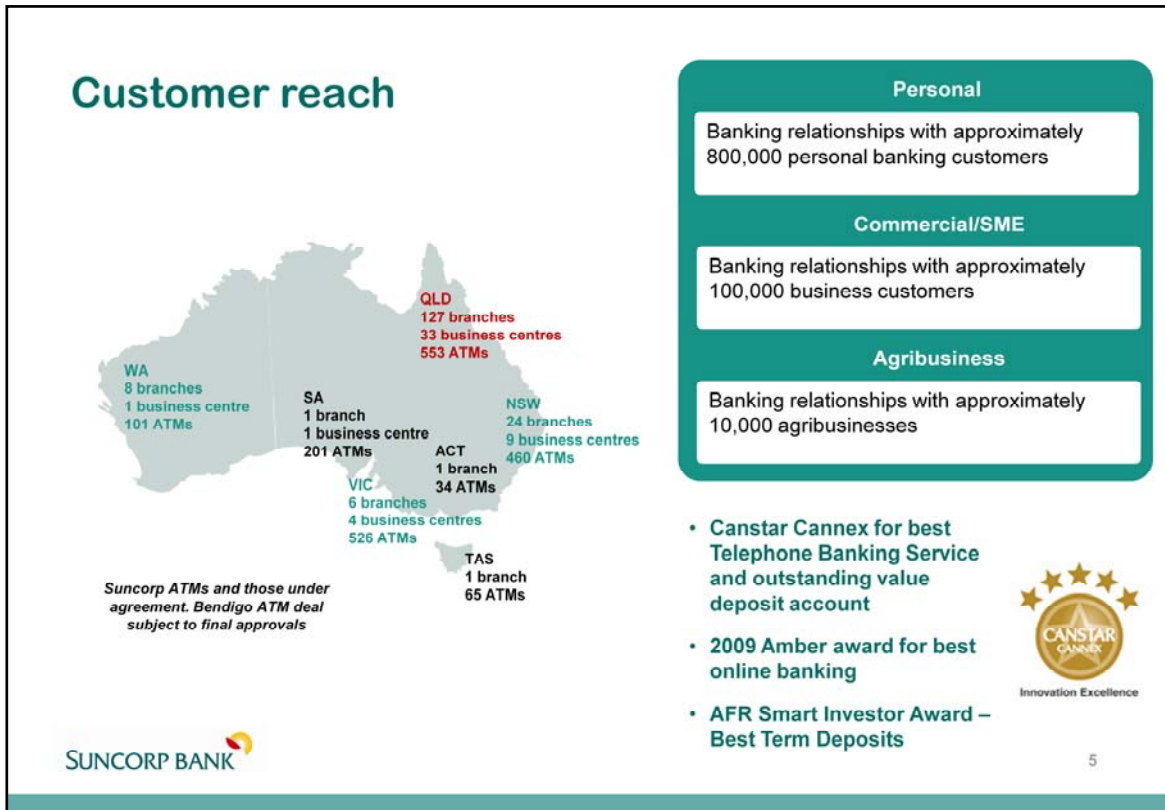 Customer reach
QLD
127 branches
33 business centres
553 ATMs
WA
8 branches
1 business centre
101 ATMs
SA
1 branch
1 business centre
201 ATMs
NSW
24 branches
9 business centres
460 ATMs
ACT
1 branch
34 ATMs
VIC
6 branches
4 business centres
526 ATMs
TAS
1 branch
65 ATMs
Suncorp ATMs and those under
agreement. Bendigo ATM deal
subject to final approvals
SUNCORP BANK
Personal
Banking relationships with approximately
800,000 personal banking customers
Commercial/SME
Banking relationships with approximately
100,000 business customers
Agribusiness
Banking relationships with approximately
10,000 agribusinesses
• Canstar Cannex for best
Telephone Banking Service
and outstanding value
deposit account
• 2009 Amber award for best
online banking
• AFR Smart Investor Award –
Best Term Deposits
CANSTAR
CANNEX
Innovation Excellence
5